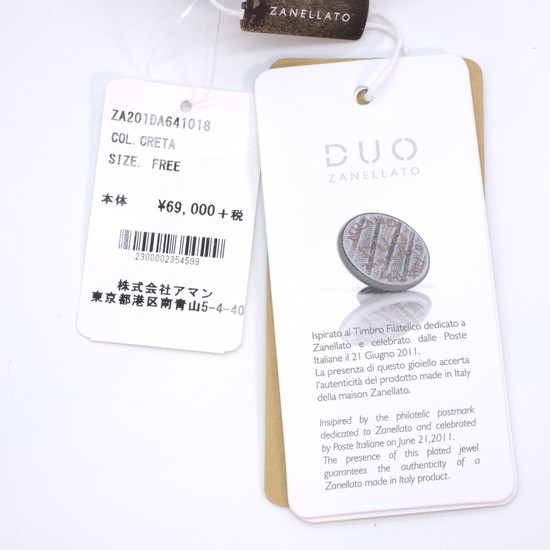 ZANELLATO
ZA201DA641018
COL. CRETA
SIZE. FREE
本体 ¥69,000+税
2300002354599
株式会社アマン
東京都港区南青山5-4-40
DUO
ZANELLATO
Ispirato al Timbro Filatelico dedicato a
Zanellato e celebrato dalle Poste
Italiane il 21 Giugno 2011.
La presenza di questo gioiello accerta
l'autenticità del prodotto made in Italy
della maison Zanellato.
Insipired by the philatelic postmark
dedicated to Zanellato and celebrated
by Poste Italiane on June 21,2011.
The presence of this plated jewel
guarantees the authenticity of a
Zanellato made in Italy product.